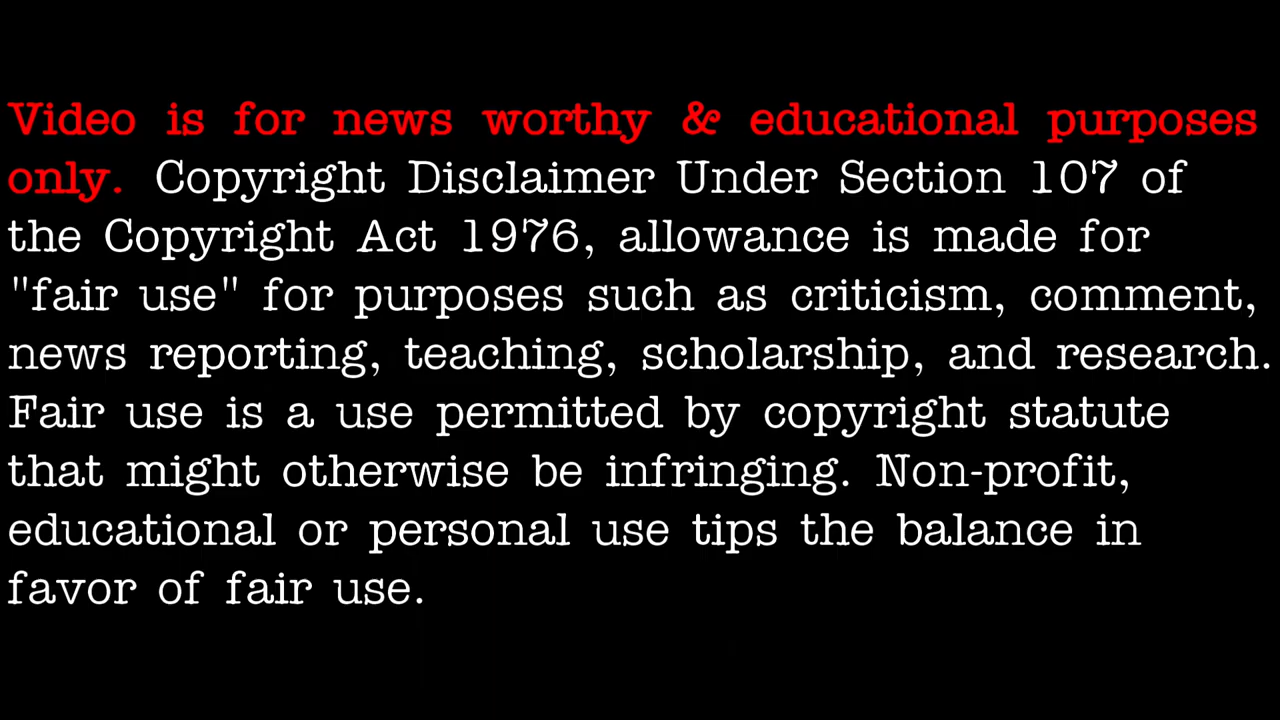 Video is for news worthy & educational purposes
only. Copyright Disclaimer Under Section 107 of
the Copyright Act 1976, allowance is made for
"fair use" for purposes such as criticism, comment,
news reporting, teaching, scholarship, and research.
Fair use is a use permitted by copyright statute
that might otherwise be infringing. Non-profit,
educational or personal use tips the balance in
favor of fair use.